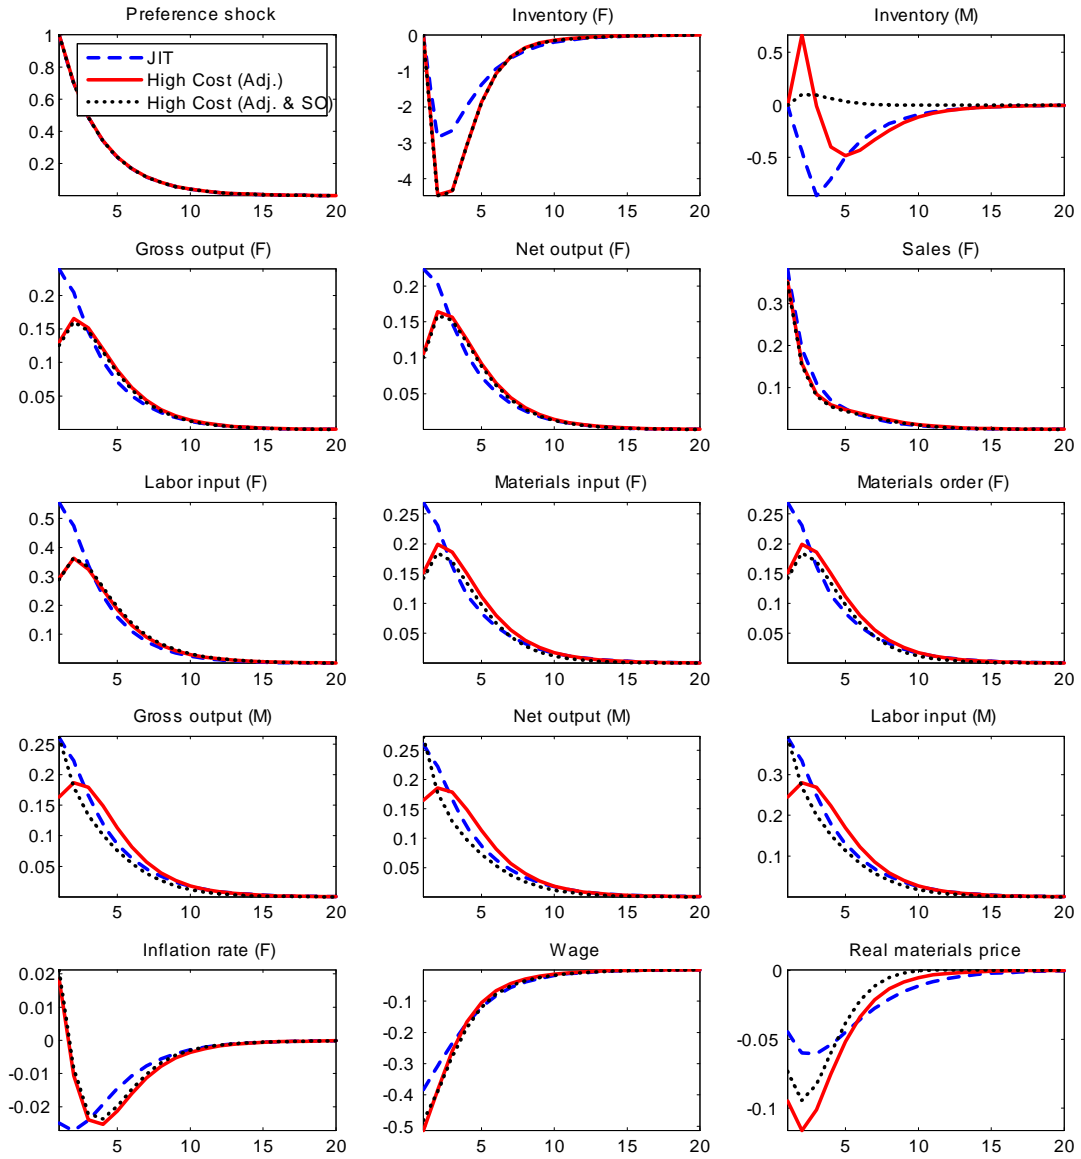 Preference shock
Inventory (F)
Inventory (M)
1
0.8
0.6
0.4
0.2
JIT
High Cost (Adj.)
High Cost (Adj. & SO)
5 10 15 20
0
-1
-2
-3
-4
5 10 15 20
0.5
0
-0.5
5 10 15 20
Gross output (F)
Net output (F)
Sales (F)
0.2
0.15
0.1
0.05
5 10 15 20
0.2
0.15
0.1
0.05
5 10 15 20
0.3
0.2
0.1
5 10 15 20
Labor input (F)
Materials input (F)
Materials order (F)
0.5
0.4
0.3
0.2
0.1
5 10 15 20
0.25
0.2
0.15
0.1
0.05
5 10 15 20
0.25
0.2
0.15
0.1
0.05
5 10 15 20
Gross output (M)
Net output (M)
Labor input (M)
0.25
0.2
0.15
0.1
0.05
5 10 15 20
0.25
0.2
0.15
0.1
0.05
5 10 15 20
0.3
0.2
0.1
5 10 15 20
Inflation rate (F)
Wage
Real materials price
0.02
0.01
0
-0.01
-0.02
5 10 15 20
-0.1
-0.2
-0.3
-0.4
-0.5
5 10 15 20
0
-0.05
-0.1
5 10 15 20